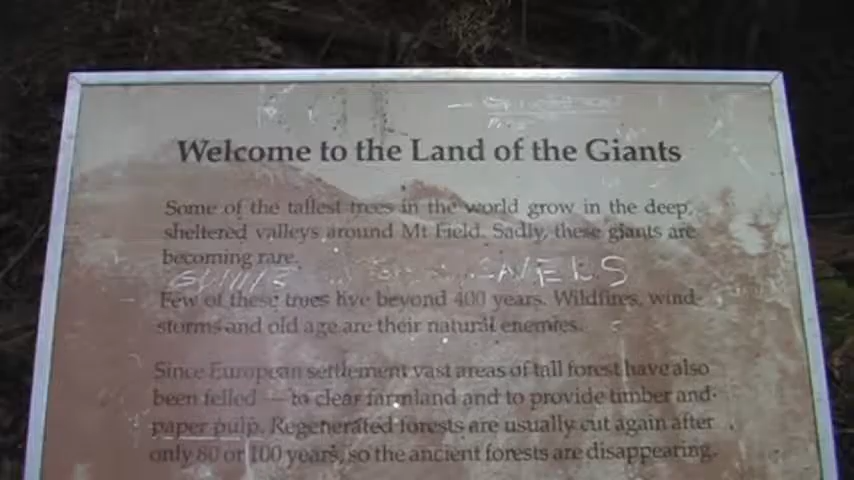 Welcome to the Land of the Giants
Some of the tallest trees in the world grow in the deep,
sheltered valleys around Mt Field. Sadly, these giants are
becoming rare.
Few of these trees live beyond 400 years. Wildfires, wind-
storms and old age are their natural enemies.
Since European settlement vast areas of tall forest have also
been felled — to clear farmland and to provide timber and
paper pulp. Regenerated forests are usually cut again after
only 80 or 100 years, so the ancient forests are disappearing.